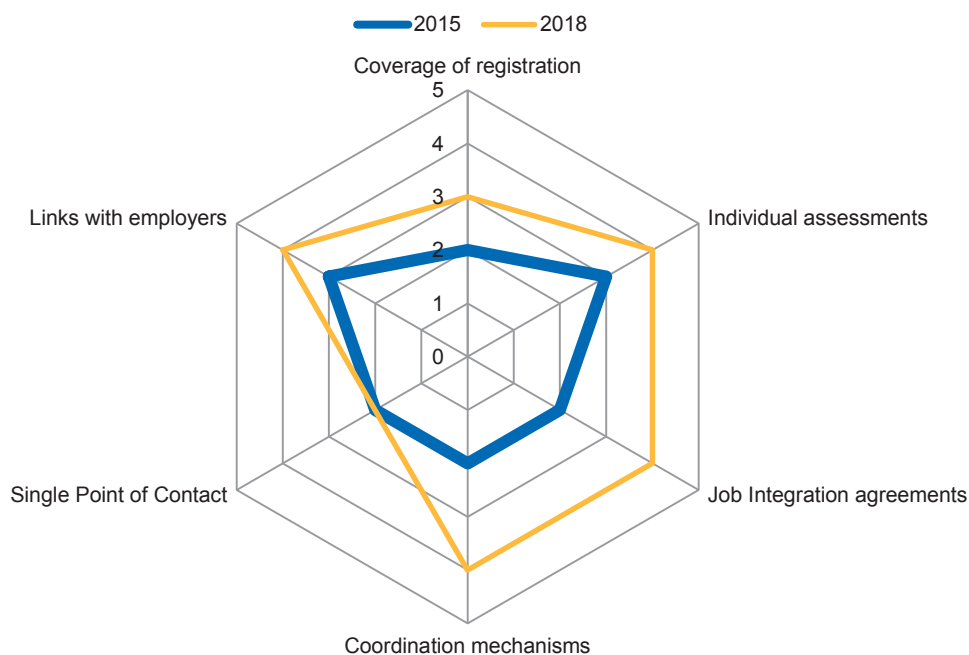 2015 2018
Coverage of registration
5
4
3
2
1
0
Links with employers
Individual assessments
Single Point of Contact
Job Integration agreements
Coordination mechanisms